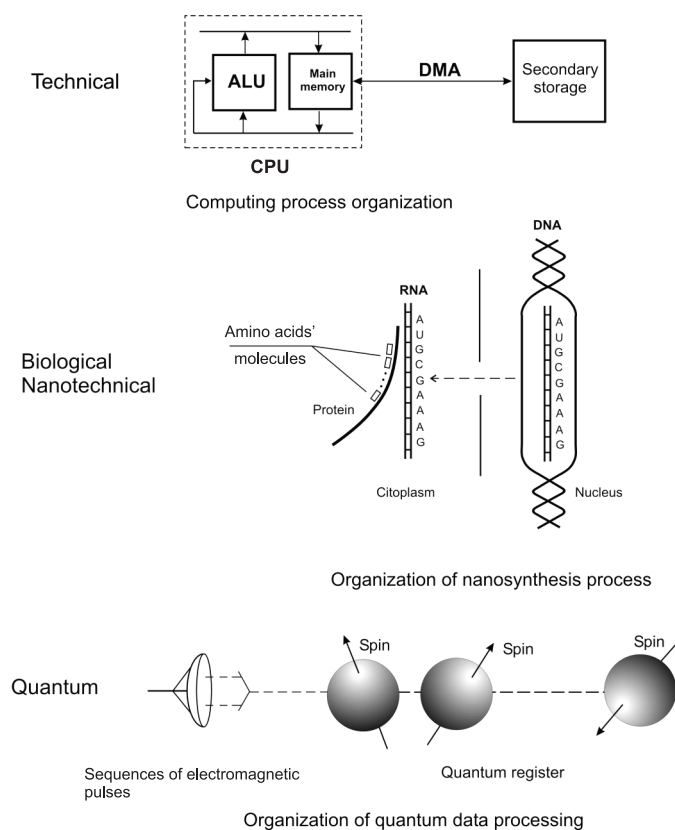 Technical
ALU
Main
memory
DMA
Secondary
storage
CPU
Computing process organization
DNA
RNA
Amino acids'
molecules
Biological
Nanotechnical
Protein
A
U
G
C
G
A
A
A
G
A
U
G
C
G
A
A
A
G
Citoplasm
Nucleus
Organization of nanosynthesis process
Quantum
Spin
Spin
Spin
Sequences of electromagnetic
pulses
Quantum register
Organization of quantum data processing